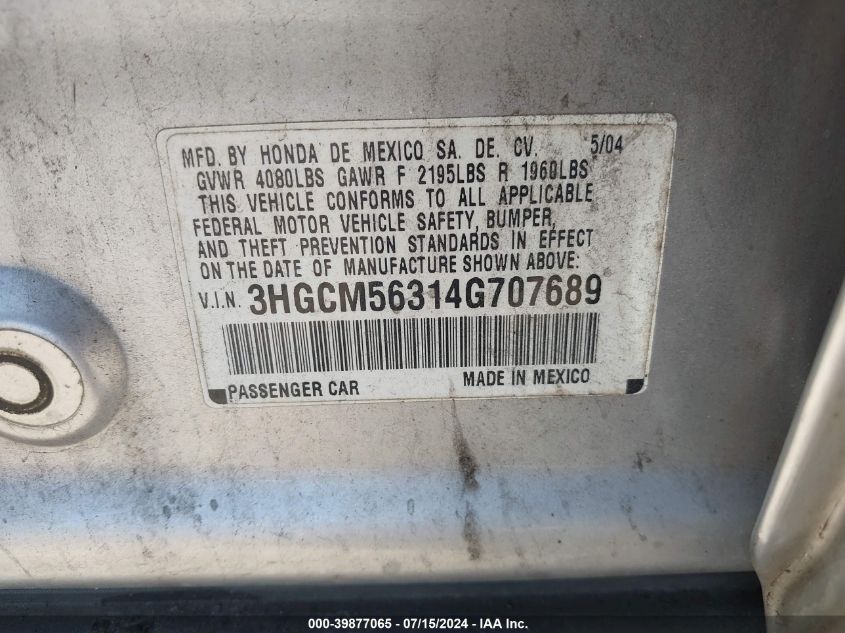 MFD. BY HONDA DE MEXICO SA. DE. CV. 5/04
GVWR 4080LBS GAWR F 2195LBS R 1960LBS
THIS VEHICLE CONFORMS TO ALL APPLICABLE
FEDERAL MOTOR VEHICLE SAFETY, BUMPER,
AND THEFT PREVENTION STANDARDS IN EFFECT
ON THE DATE OF MANUFACTURE SHOWN ABOVE:
V.I.N. 3HGCM56314G707689
PASSENGER CAR MADE IN MEXICO
000-39877065 - 07/15/2024 - © IAA, Inc.